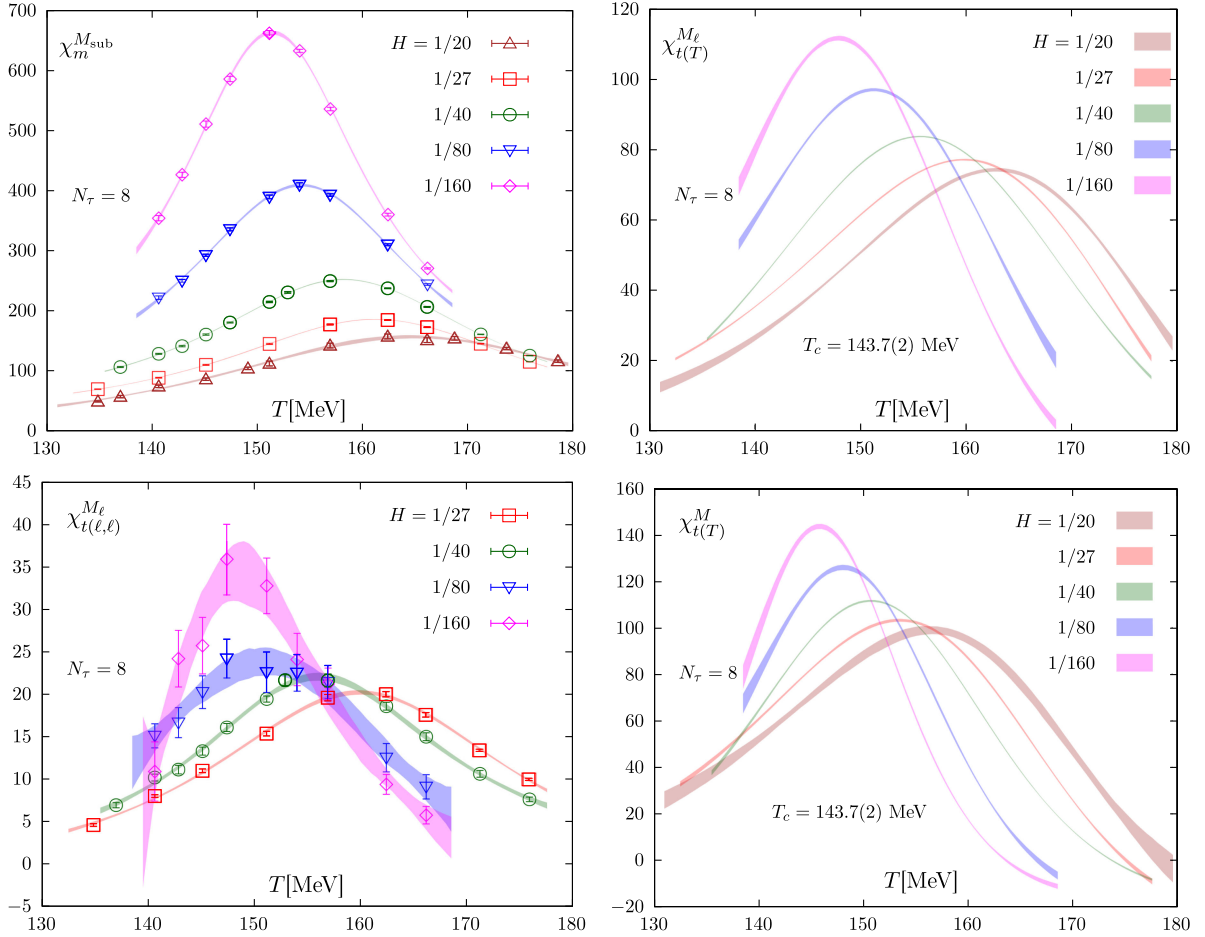 700
600
500
400
300
200
100
0
130 140 150 160 170 180
χ_m^{M_sub}
H = 1/20
1/27
1/40
1/80
1/160
N_τ = 8
T[MeV]
120
100
80
60
40
20
0
130 140 150 160 170 180
χ_{t(T)}^{M_ℓ}
H = 1/20
1/27
1/40
1/80
1/160
N_τ = 8
T_c = 143.7(2) MeV
T[MeV]
45
40
35
30
25
20
15
10
5
0
−5
130 140 150 160 170 180
χ_{t(ℓ,ℓ)}^{M_ℓ}
H = 1/27
1/40
1/80
1/160
N_τ = 8
T[MeV]
160
140
120
100
80
60
40
20
0
−20
130 140 150 160 170 180
χ_{t(T)}^{M}
H = 1/20
1/27
1/40
1/80
1/160
N_τ = 8
T_c = 143.7(2) MeV
T[MeV]